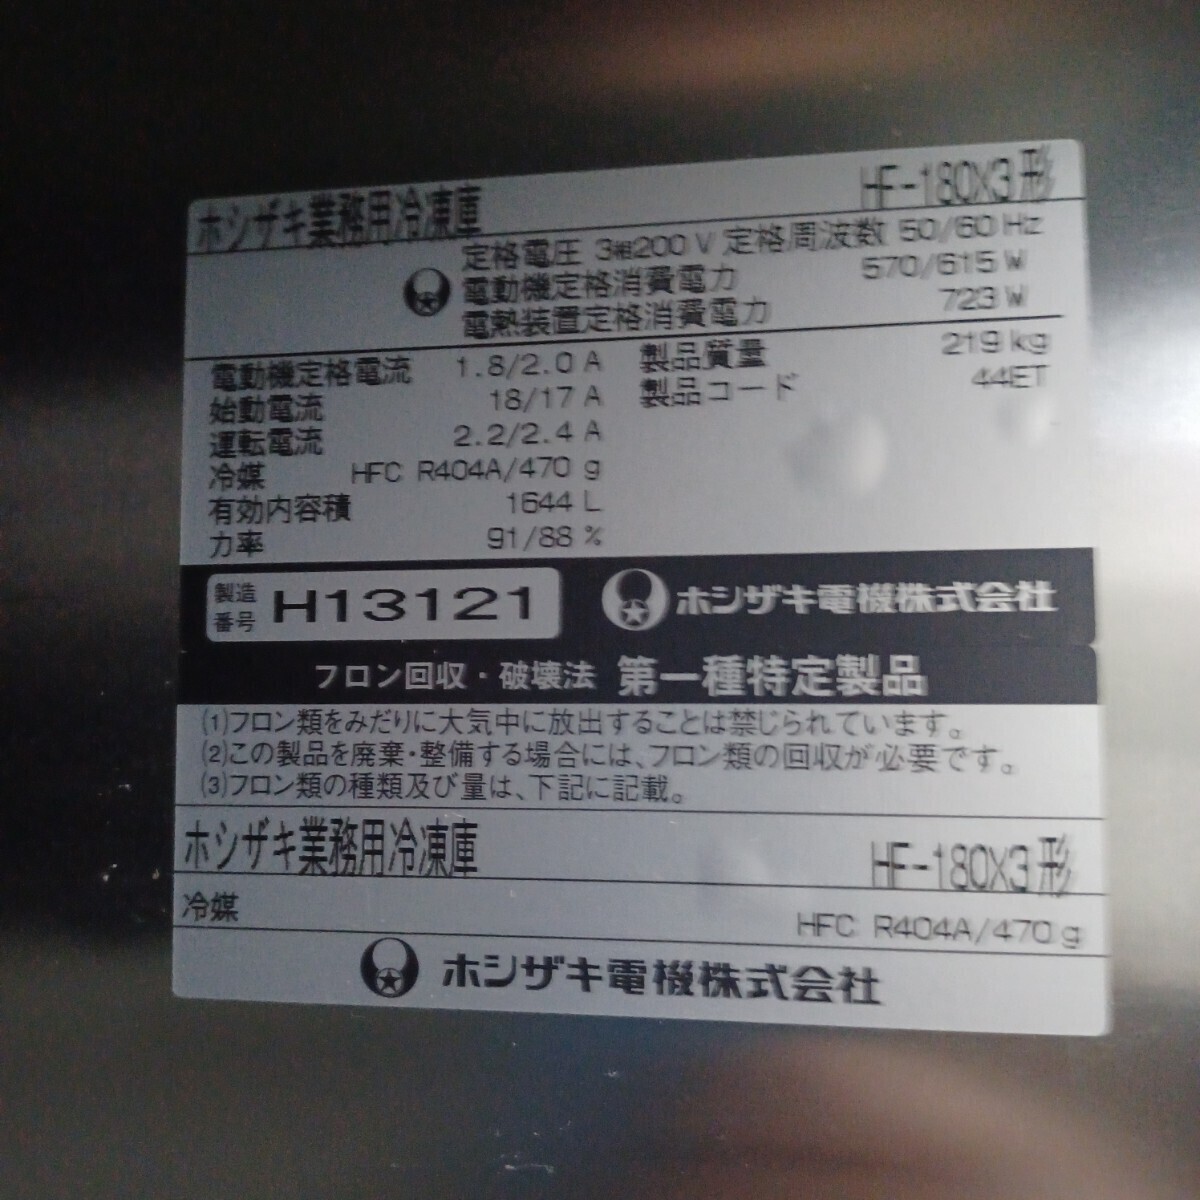 ホシザキ業務用冷凍庫 HF-180X3形
定格電圧 3相200 V 定格周波数 50/60 Hz
電動機定格消費電力 570/615 W
電熱装置定格消費電力 723 W
電動機定格電流 1.8/2.0 A 製品質量 219 kg
始動電流 18/17 A 製品コード 44ET
運転電流 2.2/2.4 A
冷媒 HFC R404A/470 g
有効内容積 1644 L
力率 91/88 %
製造番号 H13121 ホシザキ電機株式会社
フロン回収・破壊法 第一種特定製品
(1)フロン類をみだりに大気中に放出することは禁じられています。
(2)この製品を廃棄・整備する場合には、フロン類の回収が必要です。
(3)フロン類の種類及び量は、下記に記載。
ホシザキ業務用冷凍庫 HF-180X3形
冷媒 HFC R404A/470 g
ホシザキ電機株式会社